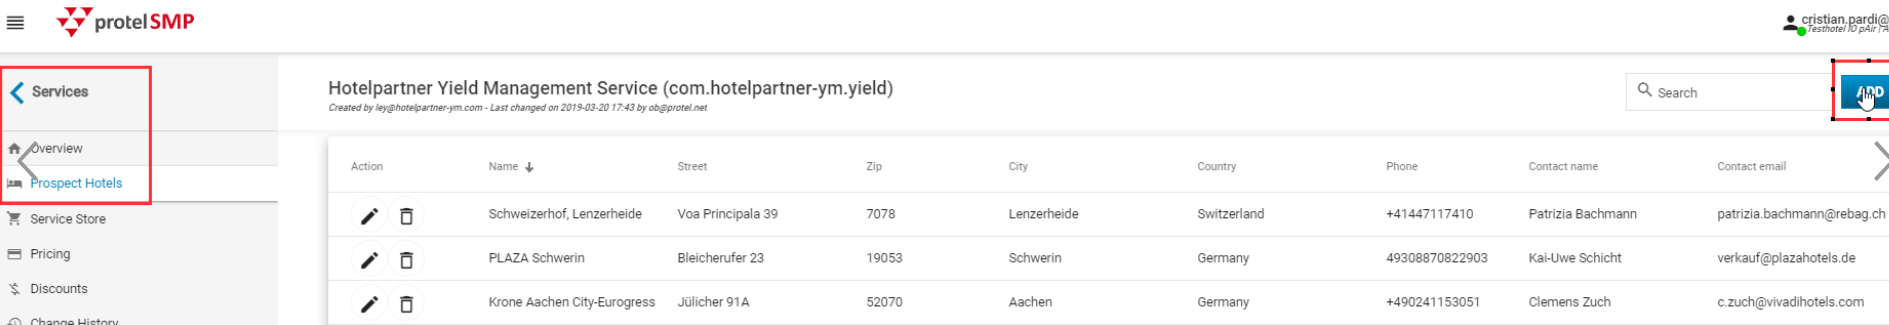 protel SMP
cristian.pardi@
Testhotel IO pAir | A
Services
Hotelpartner Yield Management Service (com.hotelpartner-ym.yield)
Created by ley@hotelpartner-ym.com - Last changed on 2019-03-20 17:43 by ob@protel.net
Search
ADD
Overview
Prospect Hotels
Service Store
Pricing
Discounts
Change History
Action Name Street Zip City Country Phone Contact name Contact email
Schweizerhof, Lenzerheide Voa Principala 39 7078 Lenzerheide Switzerland +41447117410 Patrizia Bachmann patrizia.bachmann@rebag.ch
PLAZA Schwerin Bleicherufer 23 19053 Schwerin Germany 49308870822903 Kai-Uwe Schicht verkauf@plazahotels.de
Krone Aachen City-Eurogress Jülicher 91A 52070 Aachen Germany +490241153051 Clemens Zuch c.zuch@vivadihotels.com